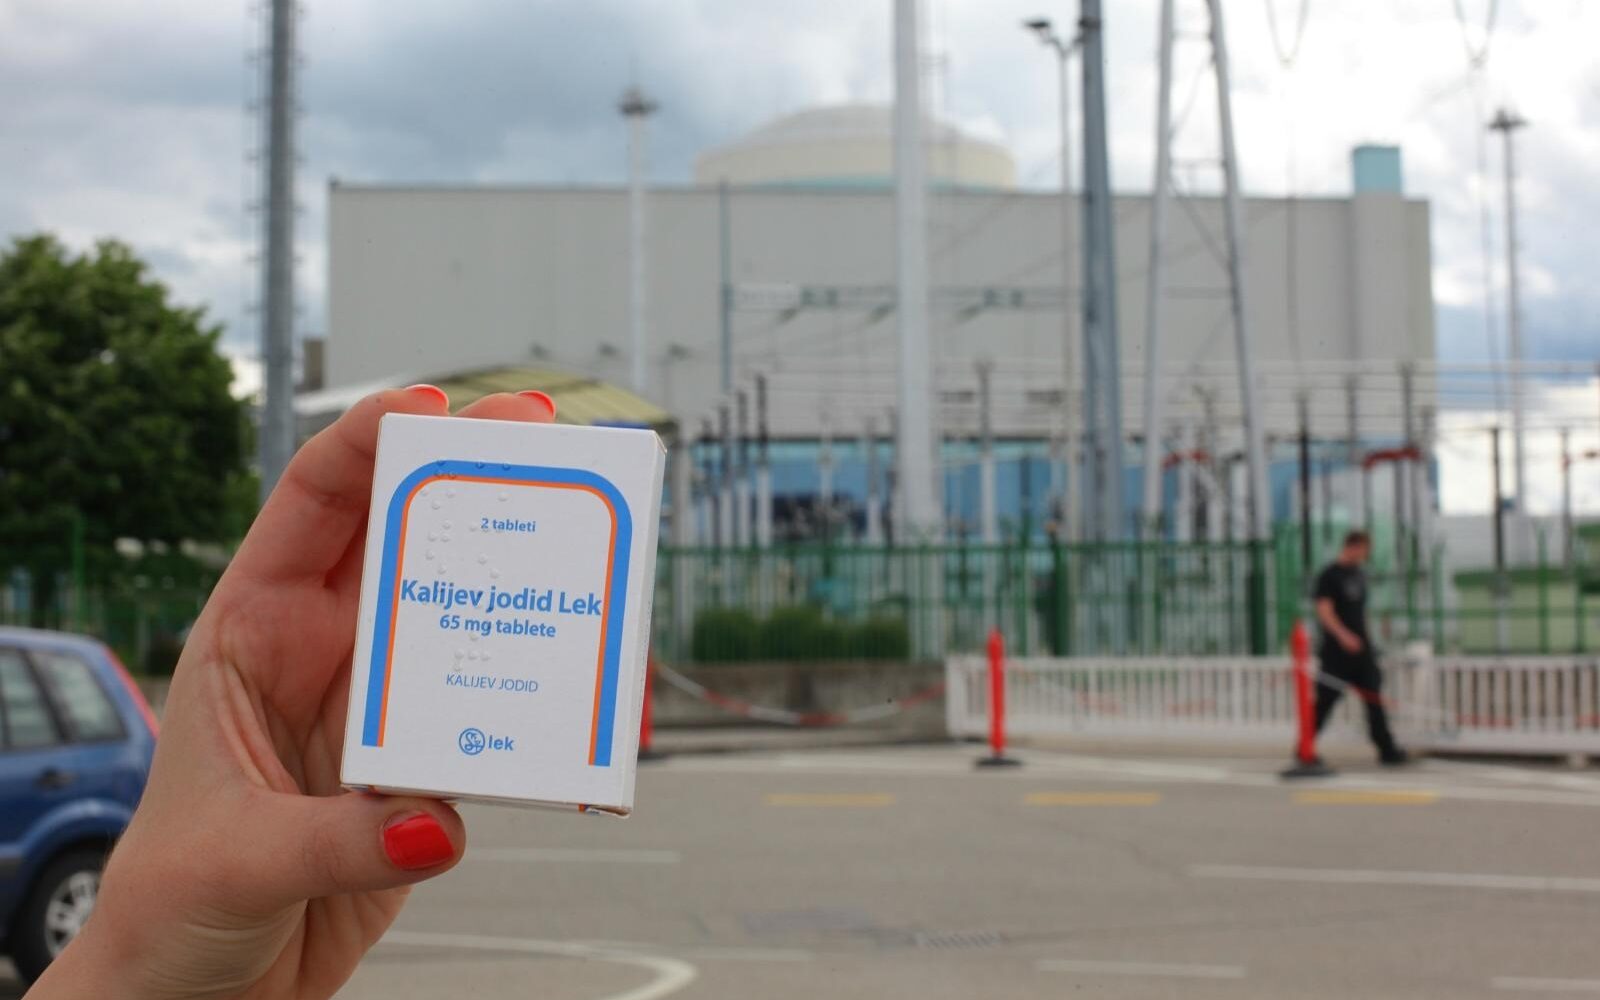 2 tableti
Kalijev jodid Lek
65 mg tablete
KALIJEV JODID
lek